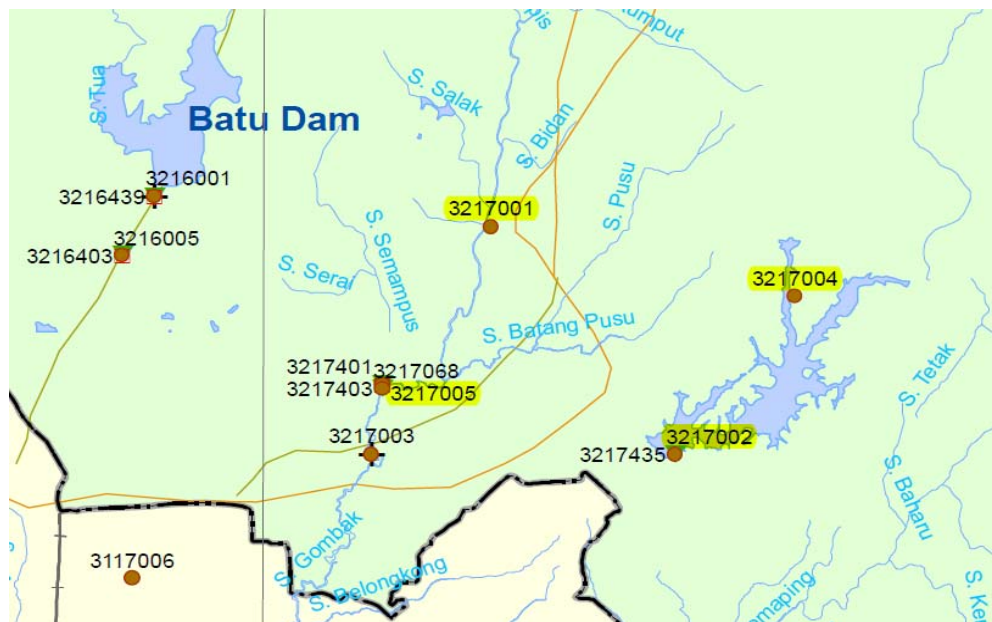 S. Tua
Batu Dam
S. Salak
S. Bidan
3216001
3216439
3217001
S. Pusu
3216005
3216403
S. Semampus
S. Serai
3217004
S. Batang Pusu
3217401
3217068
3217403
3217005
S. Tetak
3217003
3217002
3217435
S. Baharu
S. Gombak
3117006
S. Belongkong